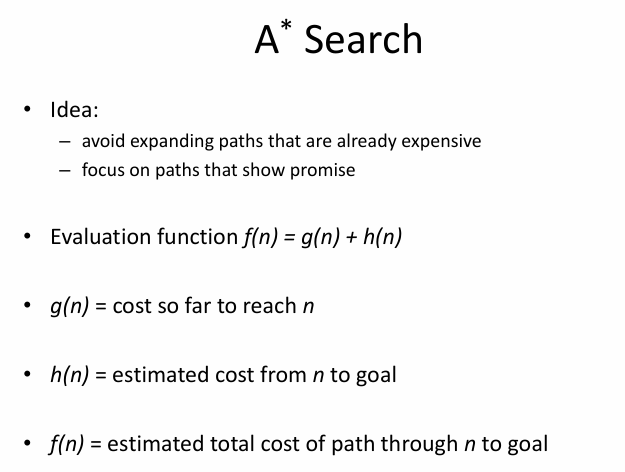 A* Search
• Idea:
– avoid expanding paths that are already expensive
– focus on paths that show promise
• Evaluation function f(n) = g(n) + h(n)
• g(n) = cost so far to reach n
• h(n) = estimated cost from n to goal
• f(n) = estimated total cost of path through n to goal